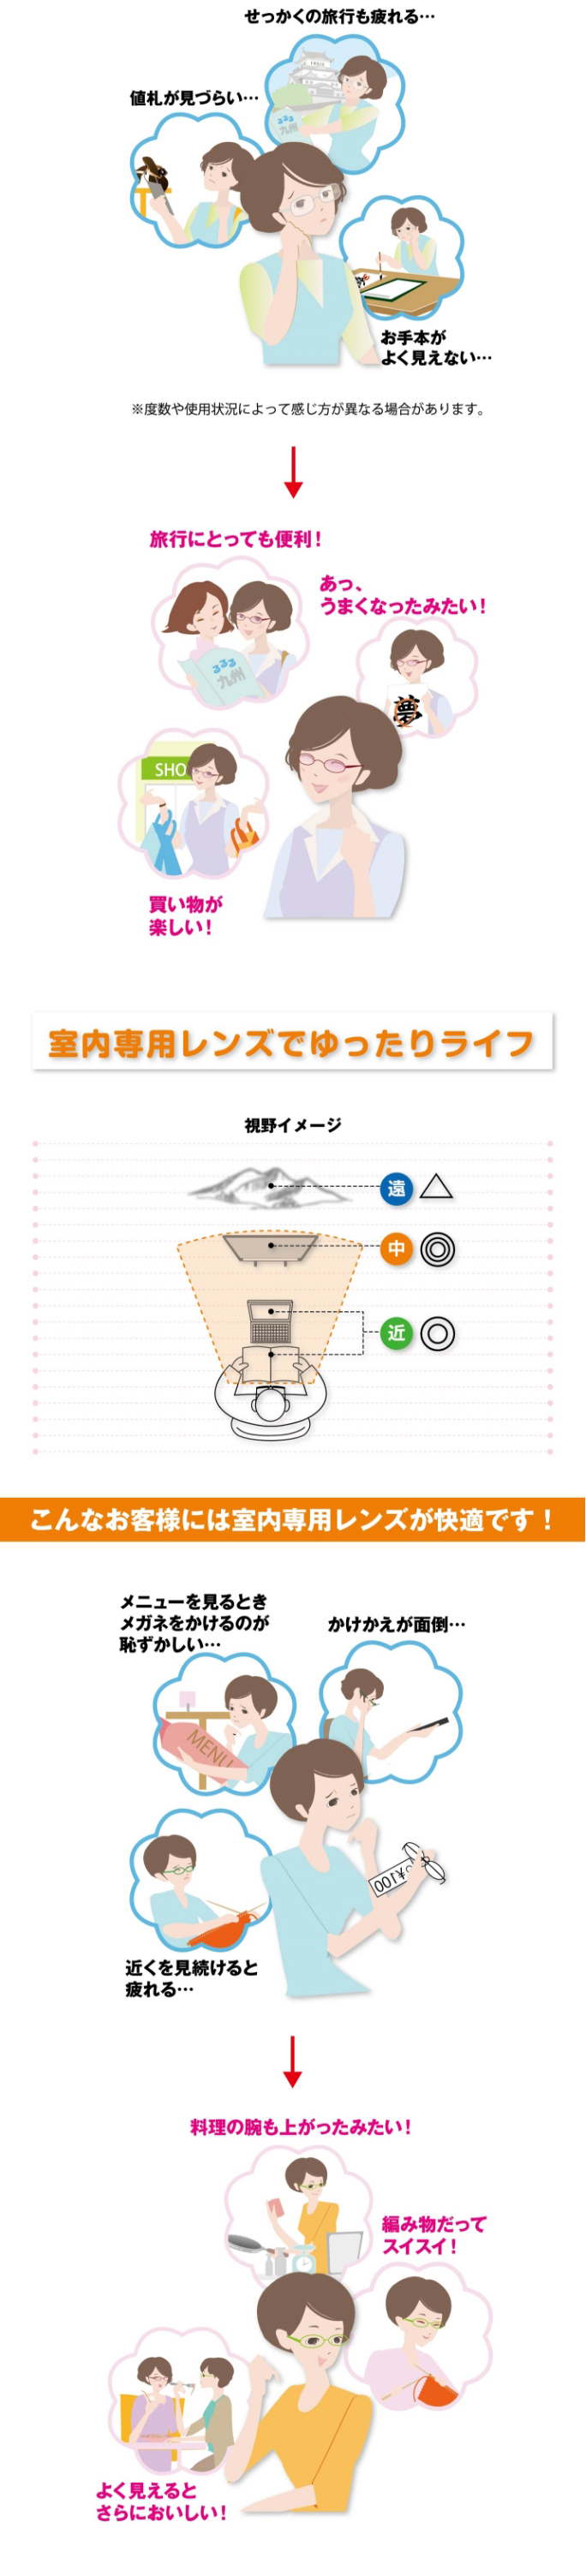 せっかくの旅行も疲れる…
値札が見づらい…
るるる
九州
お手本が
よく見えない…
※度数や使用状況によって感じ方が異なる場合があります。
旅行にとっても便利！
あっ、
うまくなったみたい！
るるる
九州
夢
SHO
買い物が
楽しい！
室内専用レンズでゆったりライフ
視野イメージ
遠
中
近
こんなお客様には室内専用レンズが快適です！
メニューを見るとき
メガネをかけるのが
恥ずかしい…
かけかえが面倒…
MENU
¥100
近くを見続けると
疲れる…
料理の腕も上がったみたい！
編み物だって
スイスイ！
よく見えると
さらにおいしい！